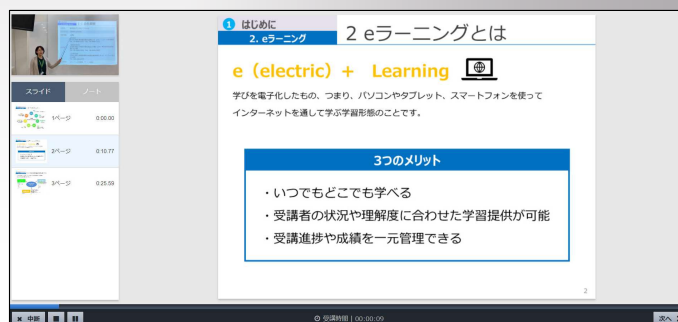 スライド
ノート
1ページ 0:00:00
2ページ 0:10.77
3ページ 0:25.59
1 はじめに
2. eラーニング
2 eラーニングとは
e（electric）+ Learning
学びを電子化したもの、つまり、パソコンやタブレット、スマートフォンを使って
インターネットを通して学ぶ学習形態のことです。
3つのメリット
・いつでもどこでも学べる
・受講者の状況や理解度に合わせた学習提供が可能
・受講進捗や成績を一元管理できる
2
× 中断
受講時間 | 00:00:09
次へ